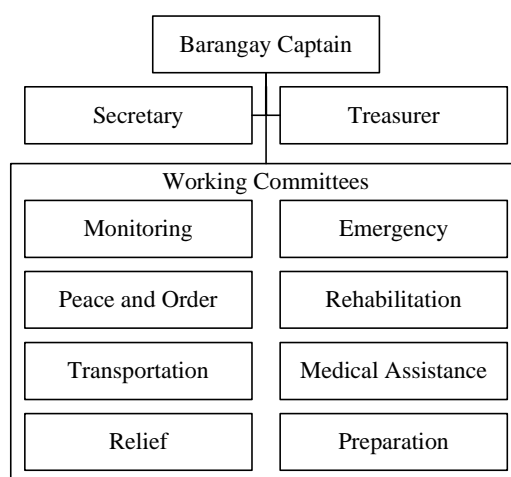 Barangay Captain
Secretary
Treasurer
Working Committees
Monitoring
Emergency
Peace and Order
Rehabilitation
Transportation
Medical Assistance
Relief
Preparation